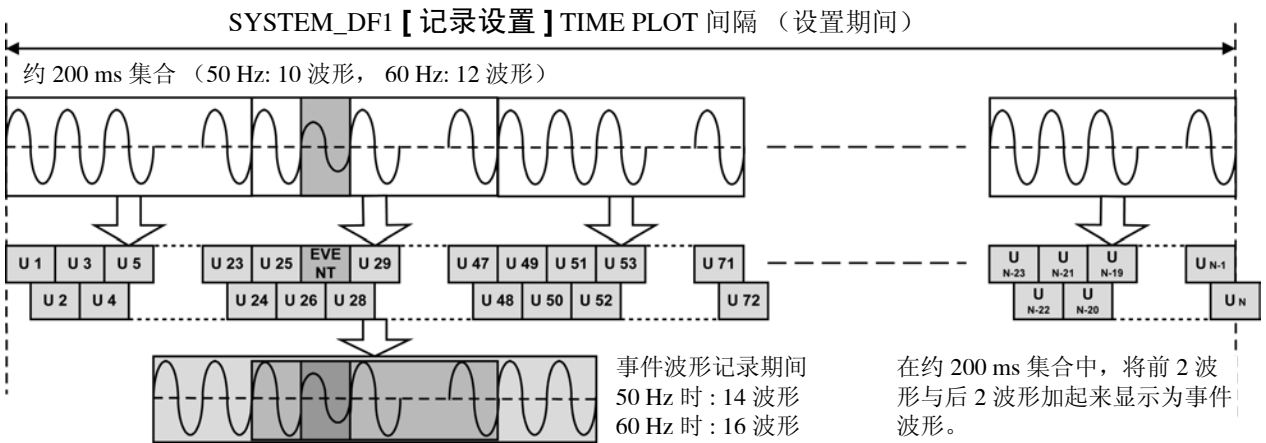 SYSTEM_DF1 [ 记录设置 ] TIME PLOT 间隔 （设置期间）
约 200 ms 集合 （50 Hz: 10 波形， 60 Hz: 12 波形）
U 1 U 3 U 5 U 23 U 25 EVE NT U 29 U 47 U 49 U 51 U 53 U 71 U N-23 U N-21 U N-19 U N-1
U 2 U 4 U 24 U 26 U 28 U 48 U 50 U 52 U 72 U N-22 U N-20 U N
事件波形记录期间
50 Hz 时 : 14 波形
60 Hz 时 : 16 波形
在约 200 ms 集合中，将前 2 波
形与后 2 波形加起来显示为事件
波形。